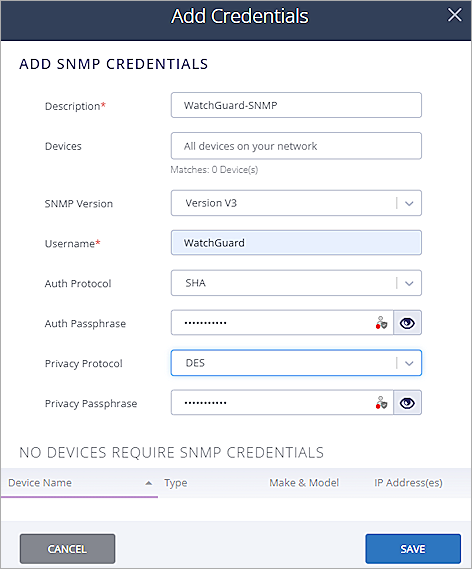 Add Credentials
ADD SNMP CREDENTIALS
Description* WatchGuard-SNMP
Devices All devices on your network
Matches: 0 Device(s)
SNMP Version Version V3
Username* WatchGuard
Auth Protocol SHA
Auth Passphrase •••••••••••
Privacy Protocol DES
Privacy Passphrase •••••••••••
NO DEVICES REQUIRE SNMP CREDENTIALS
Device Name Type Make & Model IP Address(es)
CANCEL SAVE